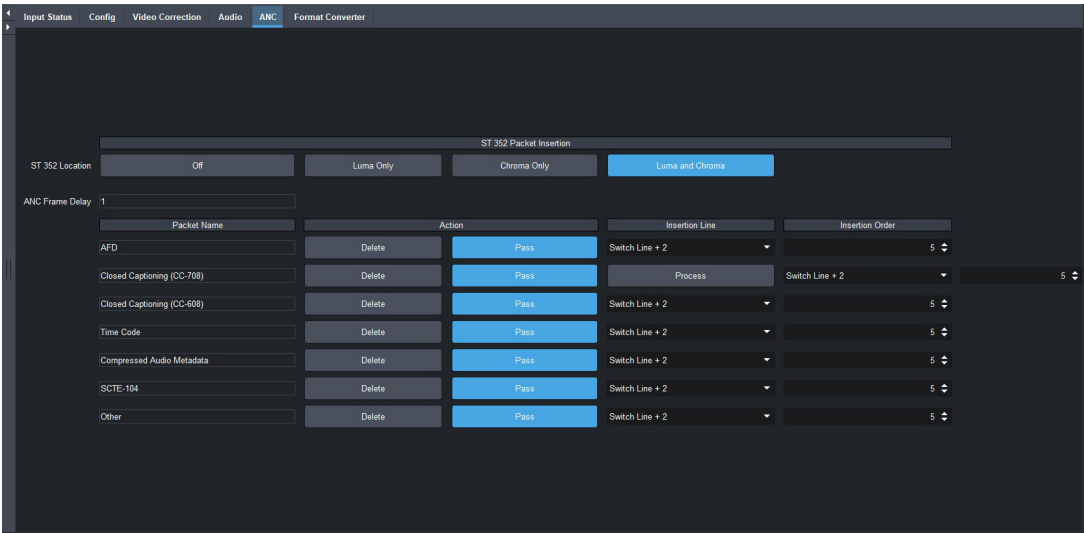 Input Status Config Video Correction Audio ANC Format Converter
ST 352 Packet Insertion
ST 352 Location Off Luma Only Chroma Only Luma and Chroma
ANC Frame Delay 1
Packet Name Action Insertion Line Insertion Order
AFD Delete Pass Switch Line + 2 5
Closed Captioning (CC-708) Delete Pass Process Switch Line + 2 5
Closed Captioning (CC-608) Delete Pass Switch Line + 2 5
Time Code Delete Pass Switch Line + 2 5
Compressed Audio Metadata Delete Pass Switch Line + 2 5
SCTE-104 Delete Pass Switch Line + 2 5
Other Delete Pass Switch Line + 2 5